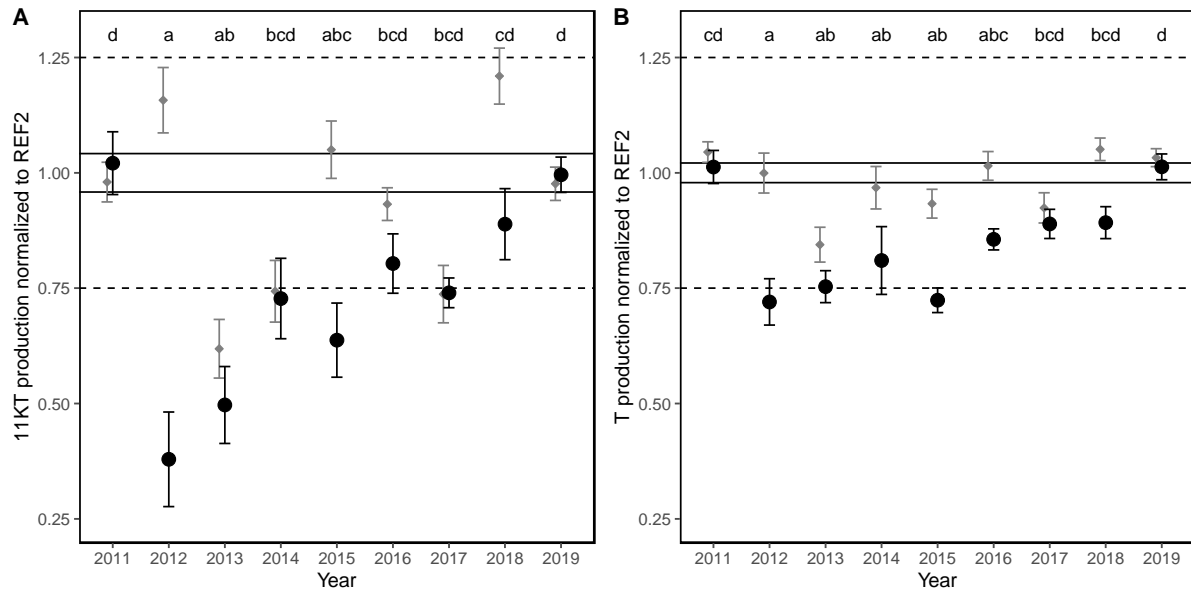 A
d a ab bcd abc bcd bcd cd d
11KT production normalized to REF2
1.25
1.00
0.75
0.50
0.25
2011 2012 2013 2014 2015 2016 2017 2018 2019
Year
B
cd a ab ab ab abc bcd bcd d
T production normalized to REF2
1.25
1.00
0.75
0.50
0.25
2011 2012 2013 2014 2015 2016 2017 2018 2019
Year